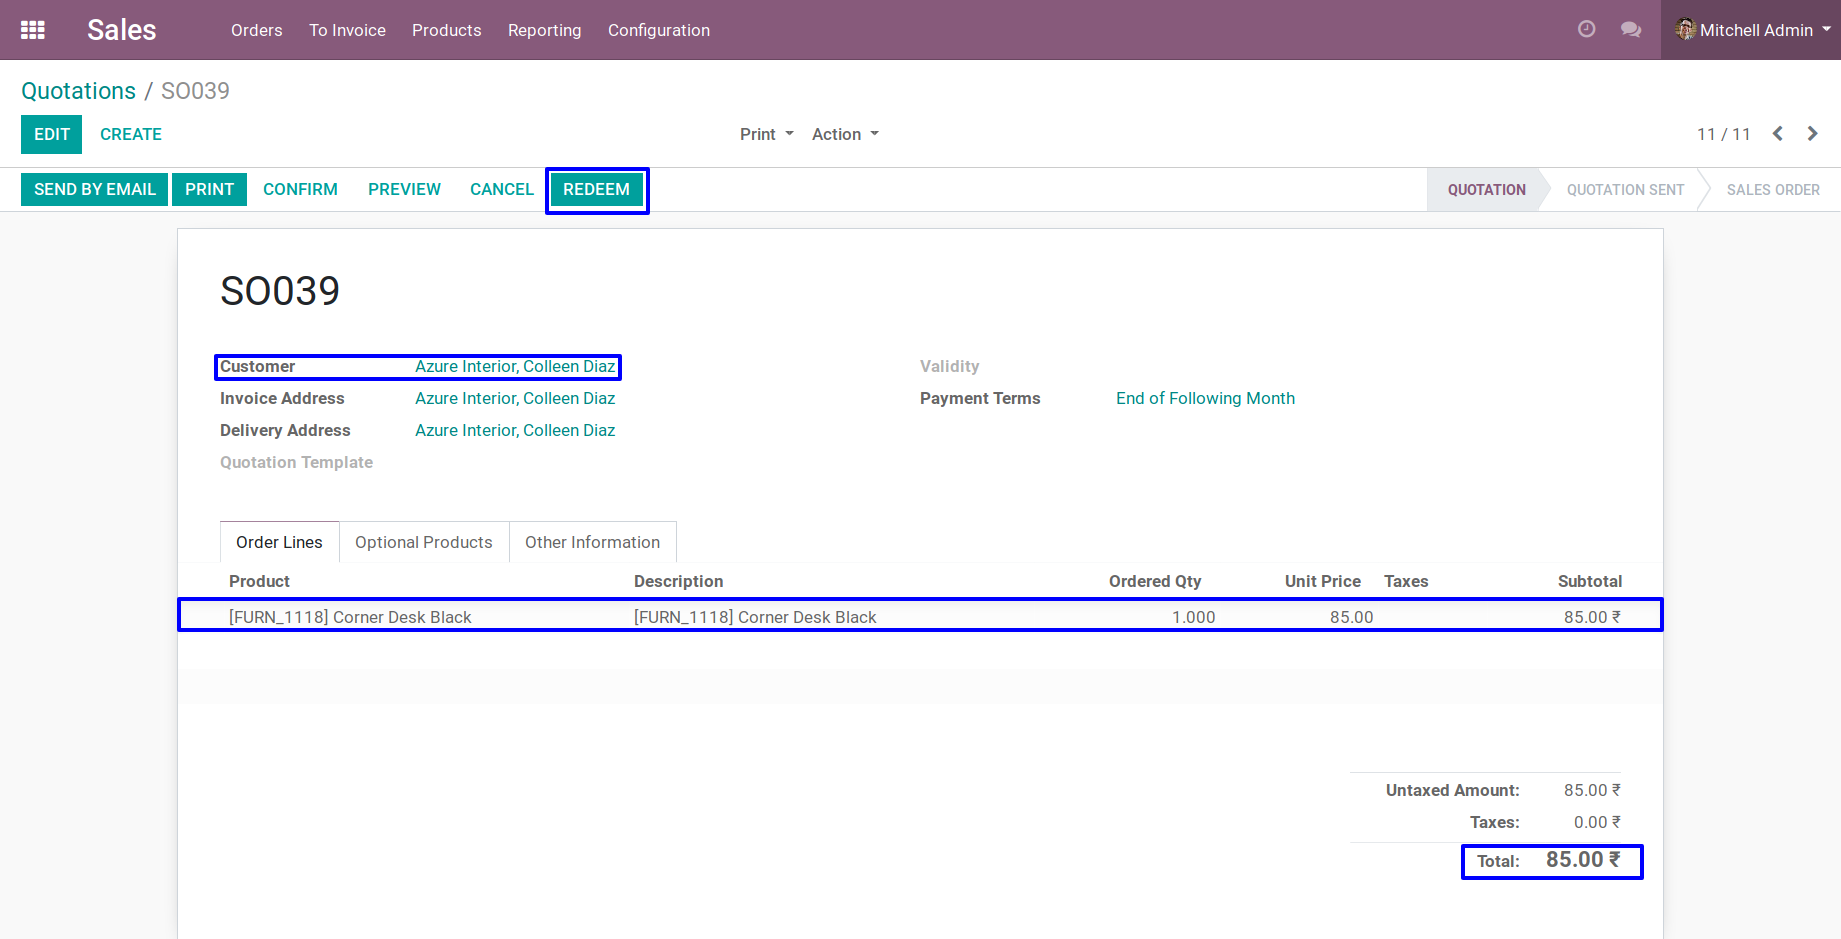 Sales Orders To Invoice Products Reporting Configuration Mitchell Admin
Quotations / SO039
EDIT CREATE Print Action 11 / 11
SEND BY EMAIL PRINT CONFIRM PREVIEW CANCEL REDEEM QUOTATION QUOTATION SENT SALES ORDER
SO039
Customer Azure Interior, Colleen Diaz Validity
Invoice Address Azure Interior, Colleen Diaz Payment Terms End of Following Month
Delivery Address Azure Interior, Colleen Diaz
Quotation Template
Order Lines Optional Products Other Information
Product Description Ordered Qty Unit Price Taxes Subtotal
[FURN_1118] Corner Desk Black [FURN_1118] Corner Desk Black 1.000 85.00 85.00 ₹
Untaxed Amount: 85.00 ₹
Taxes: 0.00 ₹
Total: 85.00 ₹